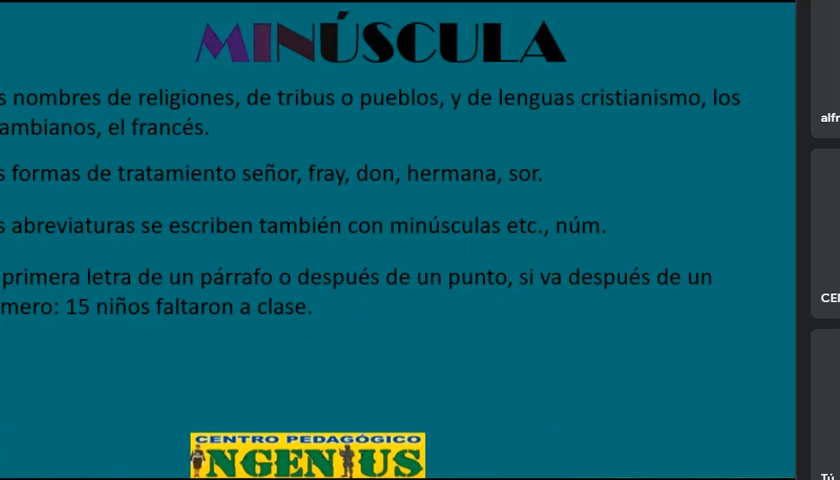 MINÚSCULA
s nombres de religiones, de tribus o pueblos, y de lenguas cristianismo, los
ambianos, el francés.
s formas de tratamiento señor, fray, don, hermana, sor.
s abreviaturas se escriben también con minúsculas etc., núm.
primera letra de un párrafo o después de un punto, si va después de un
mero: 15 niños faltaron a clase.
CENTRO PEDAGÓGICO
INGENIUS
alfr
CEN
Tú